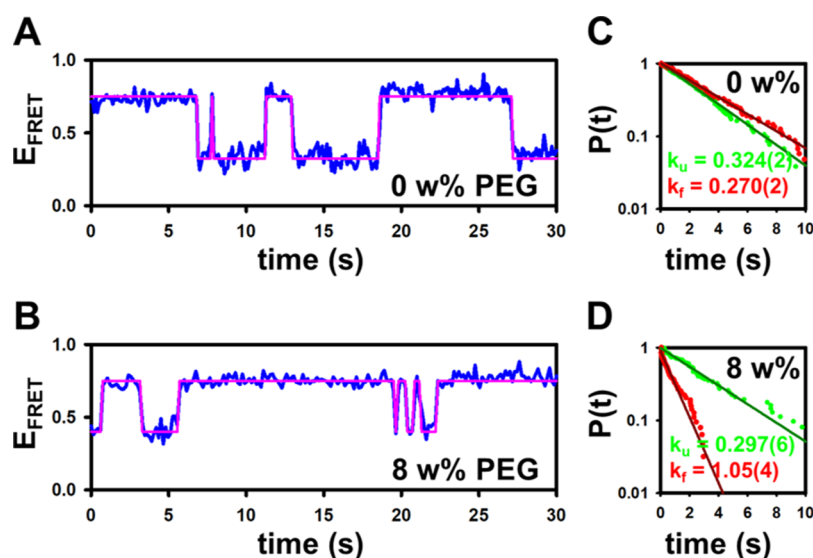 A
1.0
0.5
0.0
E_FRET
0 w% PEG
0 5 10 15 20 25 30
time (s)
C
1
0.1
0.01
P(t)
0 w%
k_u = 0.324(2)
k_f = 0.270(2)
0 2 4 6 8 10
time (s)
B
1.0
0.5
0.0
E_FRET
8 w% PEG
0 5 10 15 20 25 30
time (s)
D
1
0.1
0.01
P(t)
8 w%
k_u = 0.297(6)
k_f = 1.05(4)
0 2 4 6 8 10
time (s)